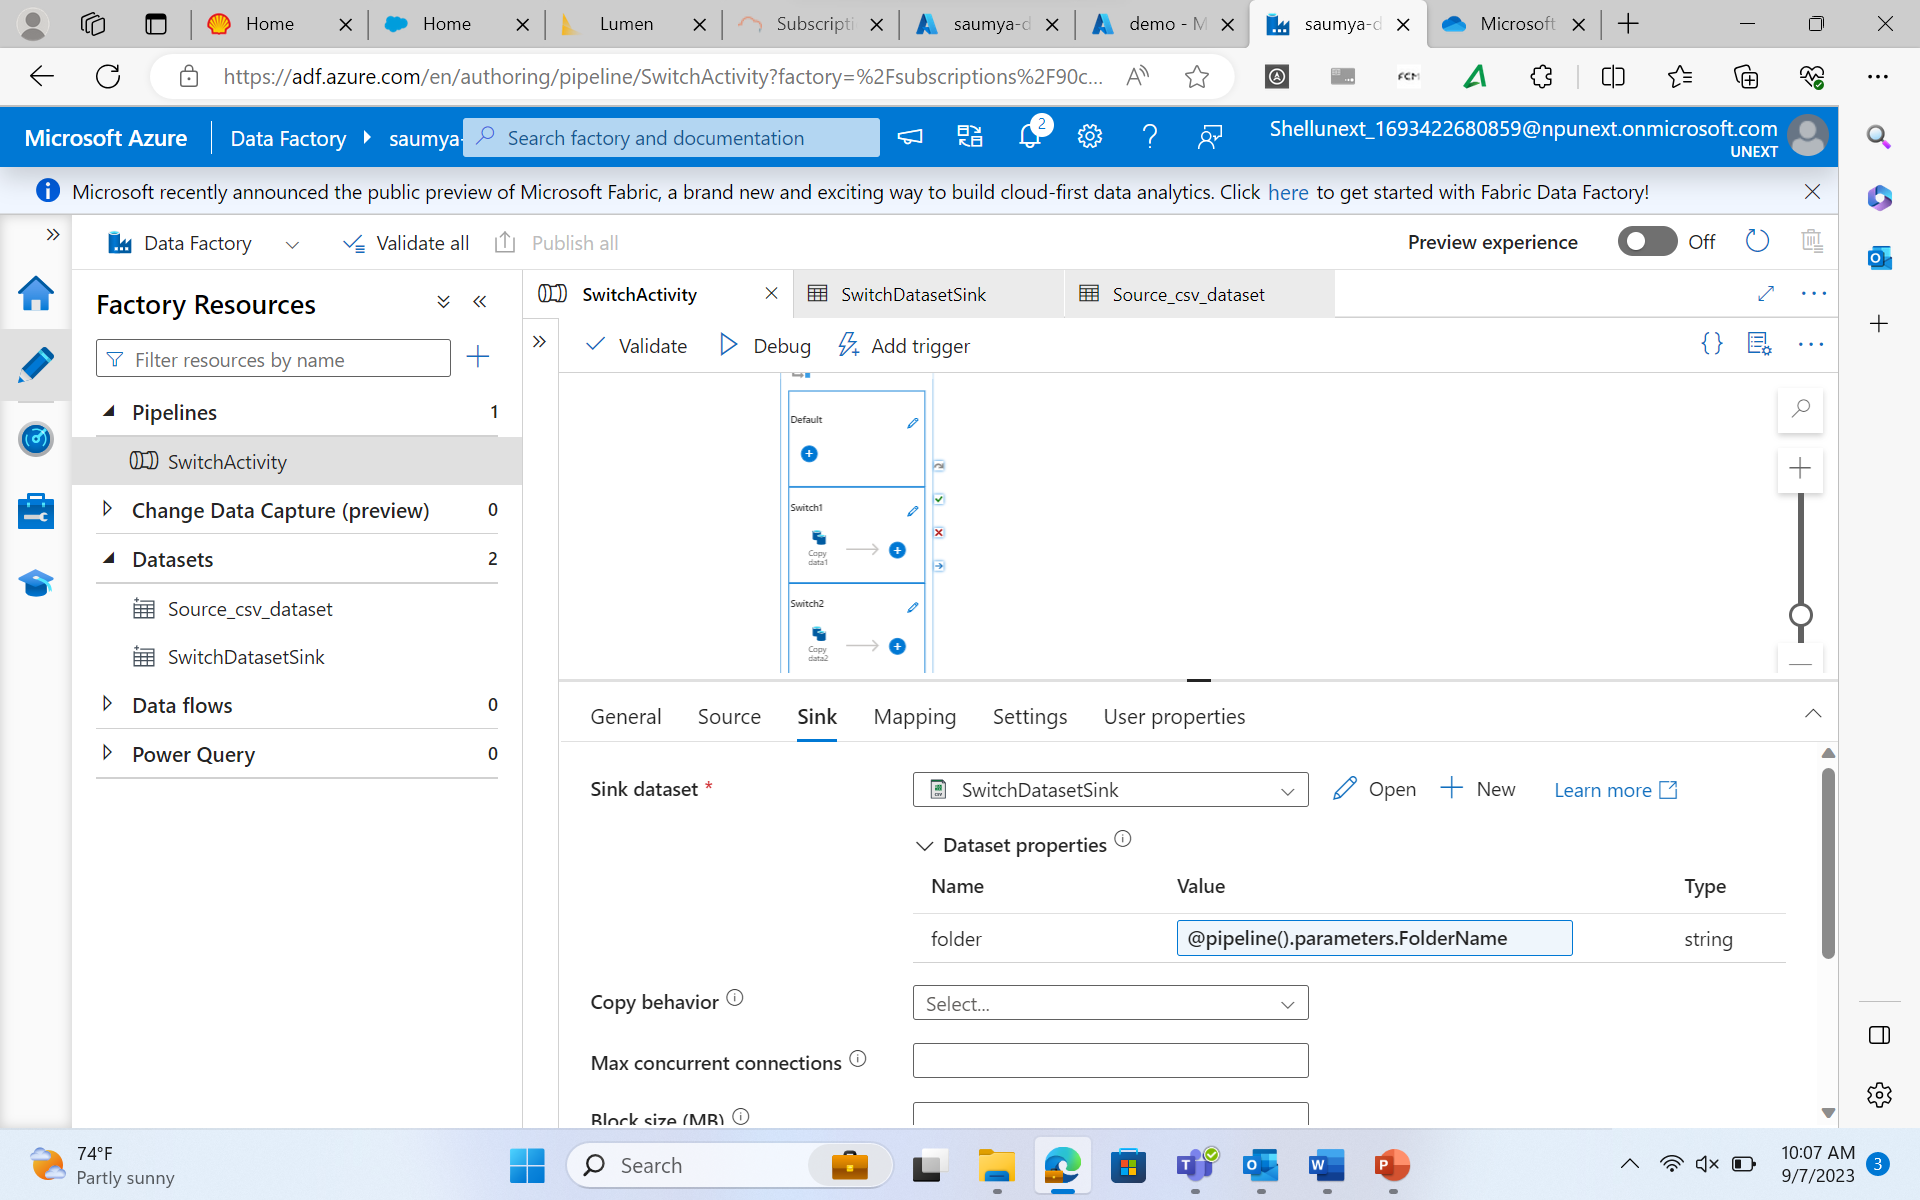 Home
Home
Lumen
Subscripti
saumya-d
demo - M
saumya-d
Microsoft
https://adf.azure.com/en/authoring/pipeline/SwitchActivity?factory=%2Fsubscriptions%2F90c...
Microsoft Azure
Data Factory
saumya-
Search factory and documentation
2
Shellunext_1693422680859@npunext.onmicrosoft.com
UNEXT
Microsoft recently announced the public preview of Microsoft Fabric, a brand new and exciting way to build cloud-first data analytics. Click here to get started with Fabric Data Factory!
Data Factory
Validate all
Publish all
Preview experience
Off
Factory Resources
SwitchActivity
SwitchDatasetSink
Source_csv_dataset
Filter resources by name
Validate
Debug
Add trigger
Pipelines 1
SwitchActivity
Change Data Capture (preview) 0
Datasets 2
Source_csv_dataset
SwitchDatasetSink
Data flows 0
Power Query 0
Default
Switch1
Copy
data1
Switch2
Copy
data2
General
Source
Sink
Mapping
Settings
User properties
Sink dataset *
SwitchDatasetSink
Open
New
Learn more
Dataset properties
Name Value Type
folder @pipeline().parameters.FolderName string
Copy behavior
Select...
Max concurrent connections
Block size (MB)
74°F
Partly sunny
Search
10:07 AM
9/7/2023
3